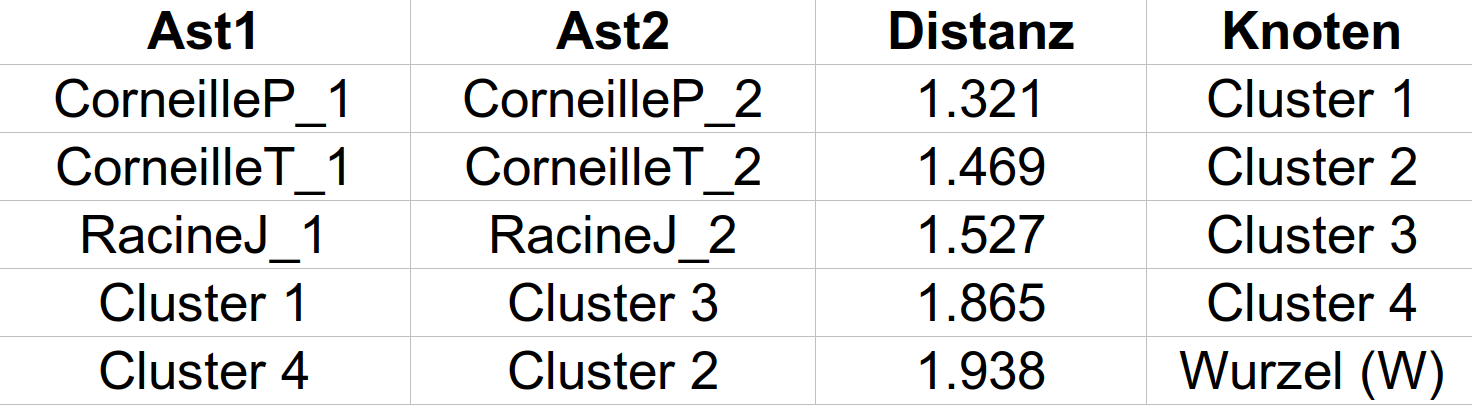 Ast1 Ast2 Distanz Knoten
CorneilleP_1 CorneilleP_2 1.321 Cluster 1
CorneilleT_1 CorneilleT_2 1.469 Cluster 2
RacineJ_1 RacineJ_2 1.527 Cluster 3
Cluster 1 Cluster 3 1.865 Cluster 4
Cluster 4 Cluster 2 1.938 Wurzel (W)